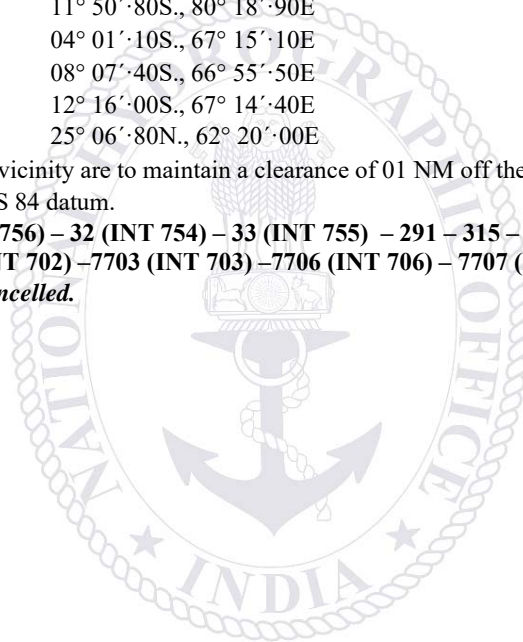 11° 50´·80S., 80° 18´·90E
04° 01´·10S., 67° 15´·10E
08° 07´·40S., 66° 55´·50E
12° 16´·00S., 67° 14´·40E
25° 06´·80N., 62° 20´·00E
vicinity are to maintain a clearance of 01 NM off the
S 84 datum.
756) – 32 (INT 754) – 33 (INT 755) – 291 – 315 –
NT 702) –7703 (INT 703) –7706 (INT 706) – 7707 (
ncelled.
NATIONAL HYDROGRAPHIC OFFICE
INDIA